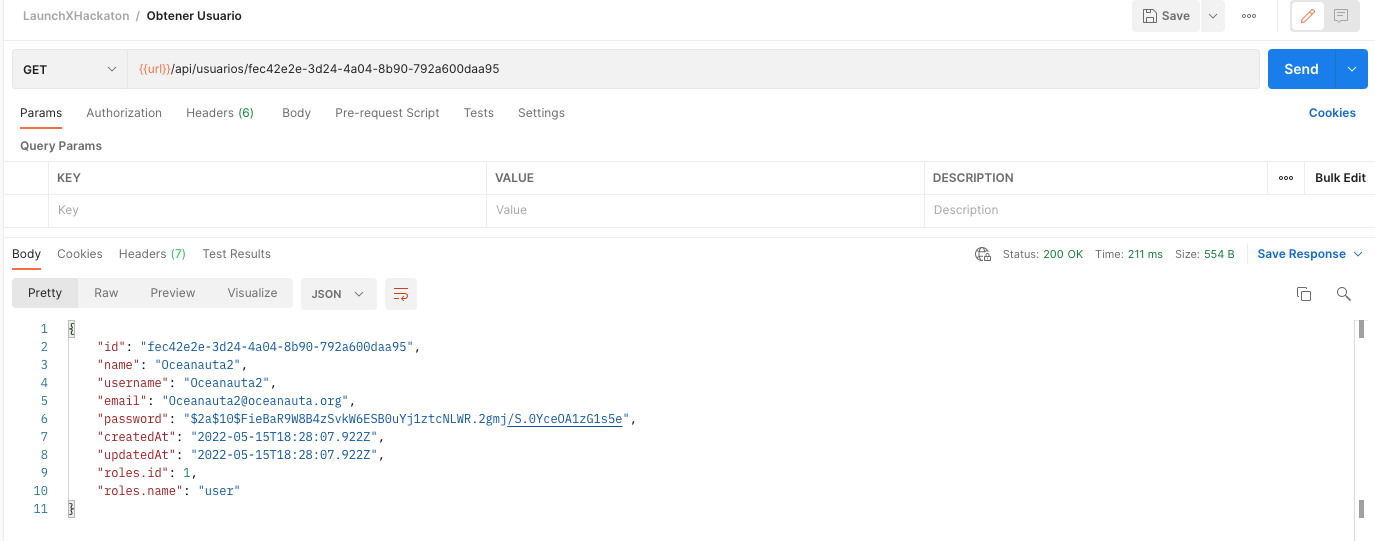 LaunchXHackaton / Obtener Usuario
Save
GET {{url}}/api/usuarios/fec42e2e-3d24-4a04-8b90-792a600daa95 Send
Params Authorization Headers (6) Body Pre-request Script Tests Settings Cookies
Query Params
KEY VALUE DESCRIPTION Bulk Edit
Key Value Description
Body Cookies Headers (7) Test Results Status: 200 OK Time: 211 ms Size: 554 B Save Response
Pretty Raw Preview Visualize JSON
1 {
2 "id": "fec42e2e-3d24-4a04-8b90-792a600daa95",
3 "name": "Oceanauta2",
4 "username": "Oceanauta2",
5 "email": "Oceanauta2@oceanauta.org",
6 "password": "$2a$10$FieBaR9W8B4zSvkW6ESB0uYj1ztcNLWR.2gmj/S.0YceOA1zG1s5e",
7 "createdAt": "2022-05-15T18:28:07.922Z",
8 "updatedAt": "2022-05-15T18:28:07.922Z",
9 "roles.id": 1,
10 "roles.name": "user"
11 }